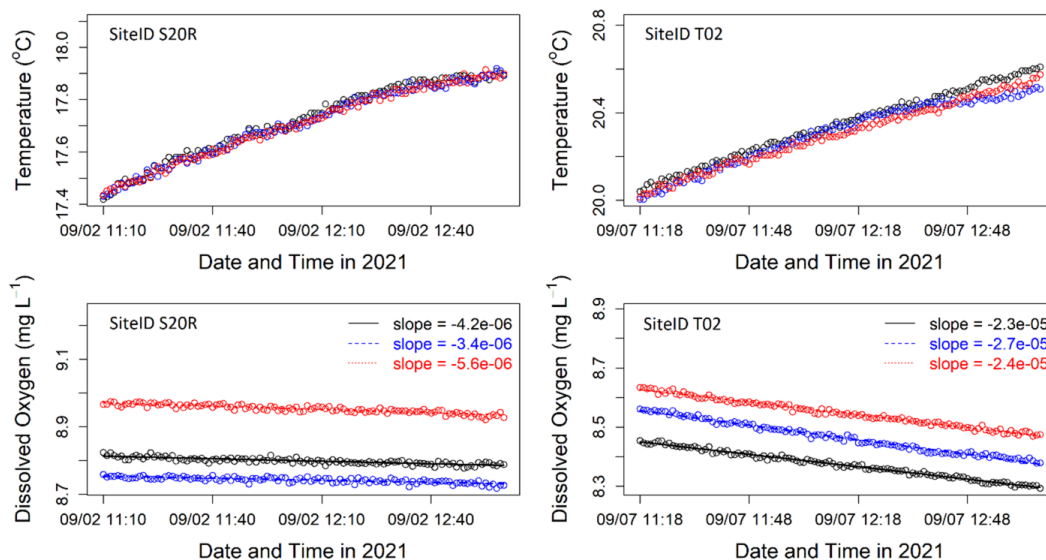 SiteID S20R
Temperature (°C)
17.4 17.6 17.8 18.0
09/02 11:10 09/02 11:40 09/02 12:10 09/02 12:40
Date and Time in 2021
SiteID T02
Temperature (°C)
20.0 20.4 20.8
09/07 11:18 09/07 11:48 09/07 12:18 09/07 12:48
Date and Time in 2021
SiteID S20R
slope = -4.2e-06
slope = -3.4e-06
slope = -5.6e-06
Dissolved Oxygen (mg L⁻¹)
8.7 8.9 9.1
09/02 11:10 09/02 11:40 09/02 12:10 09/02 12:40
Date and Time in 2021
SiteID T02
slope = -2.3e-05
slope = -2.7e-05
slope = -2.4e-05
Dissolved Oxygen (mg L⁻¹)
8.3 8.5 8.7 8.9
09/07 11:18 09/07 11:48 09/07 12:18 09/07 12:48
Date and Time in 2021